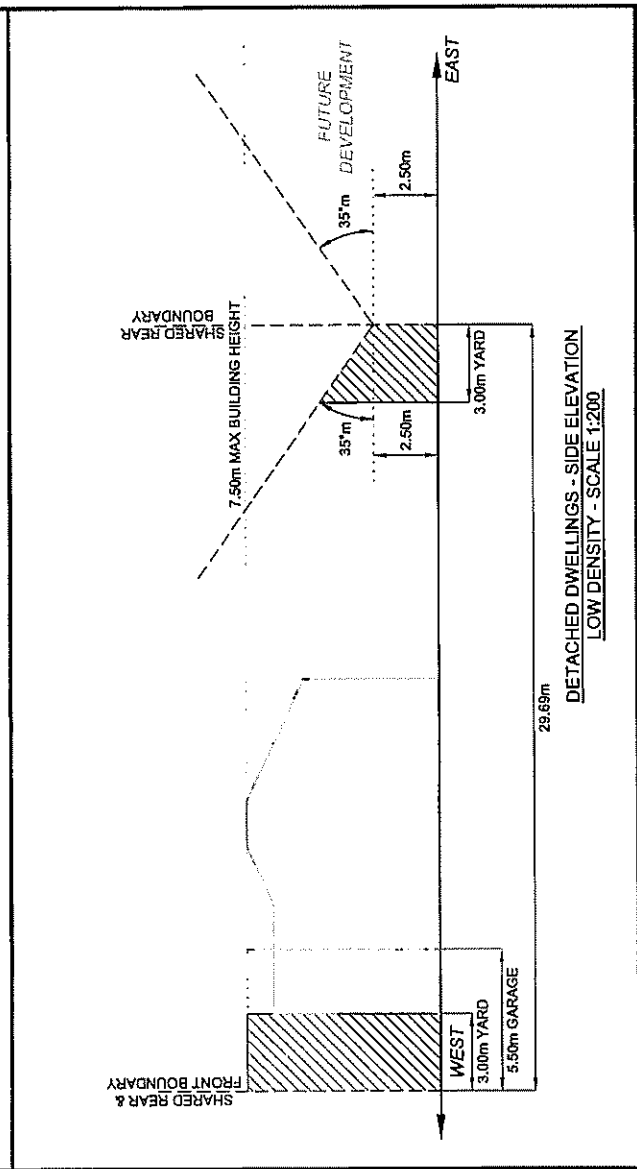 SHARED REAR &
FRONT BOUNDARY
WEST
3.00m YARD
5.50m GARAGE
29.69m
7.50m MAX BUILDING HEIGHT
SHARED REAR
BOUNDARY
35°m
2.50m
3.00m YARD
35°m
FUTURE
DEVELOPMENT
2.50m
EAST
DETACHED DWELLINGS - SIDE ELEVATION
LOW DENSITY - SCALE 1:200